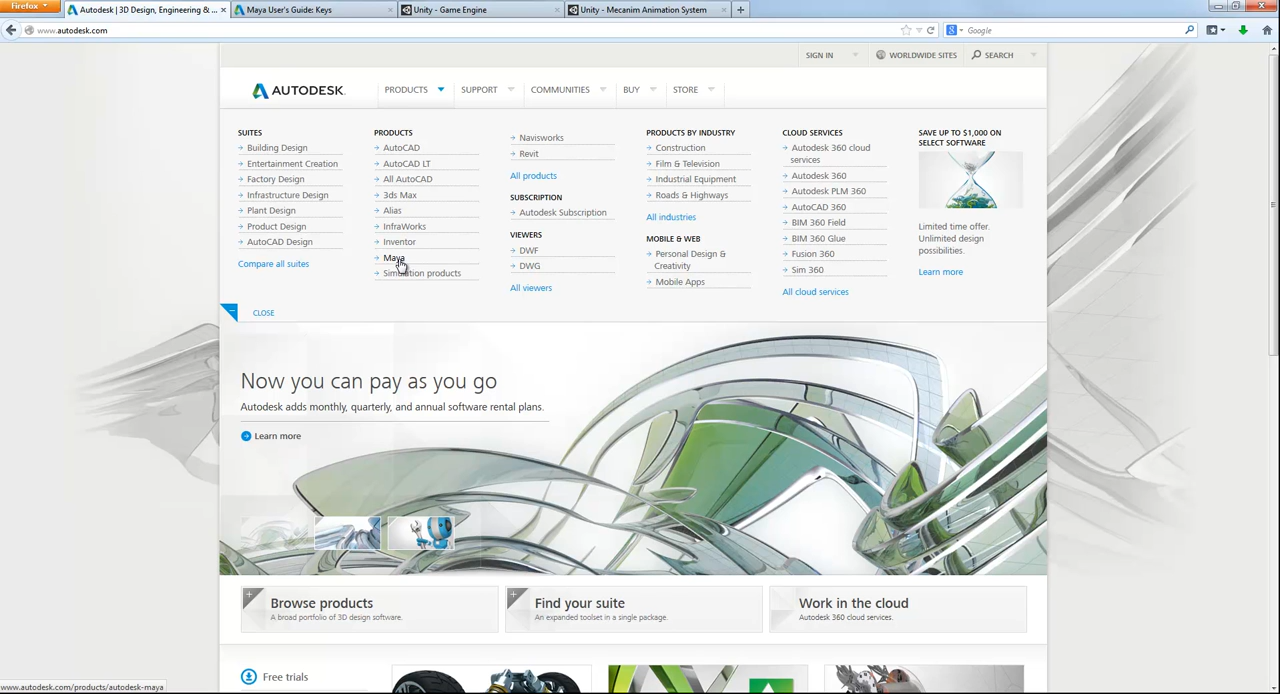 Firefox
Autodesk | 3D Design, Engineering & ...
Maya User's Guide: Keys
Unity - Game Engine
Unity - Mecanim Animation System
www.autodesk.com
Google
SIGN IN
WORLDWIDE SITES
SEARCH
AUTODESK
PRODUCTS
SUPPORT
COMMUNITIES
BUY
STORE
SUITES
Building Design
Entertainment Creation
Factory Design
Infrastructure Design
Plant Design
Product Design
AutoCAD Design
Compare all suites
PRODUCTS
AutoCAD
AutoCAD LT
All AutoCAD
3ds Max
Alias
InfraWorks
Inventor
Maya
Simulation products
Navisworks
Revit
All products
SUBSCRIPTION
Autodesk Subscription
VIEWERS
DWF
DWG
All viewers
PRODUCTS BY INDUSTRY
Construction
Film & Television
Industrial Equipment
Roads & Highways
All industries
MOBILE & WEB
Personal Design &
Creativity
Mobile Apps
CLOUD SERVICES
Autodesk 360 cloud
services
Autodesk 360
Autodesk PLM 360
AutoCAD 360
BIM 360 Field
BIM 360 Glue
Fusion 360
Sim 360
All cloud services
SAVE UP TO $1,000 ON
SELECT SOFTWARE
Limited time offer.
Unlimited design
possibilities.
Learn more
CLOSE
Now you can pay as you go
Autodesk adds monthly, quarterly, and annual software rental plans.
Learn more
Browse products
A broad portfolio of 3D design software.
Find your suite
An expanded toolset in a single package.
Work in the cloud
Autodesk 360 cloud services.
Free trials
www.autodesk.com/products/autodesk-maya